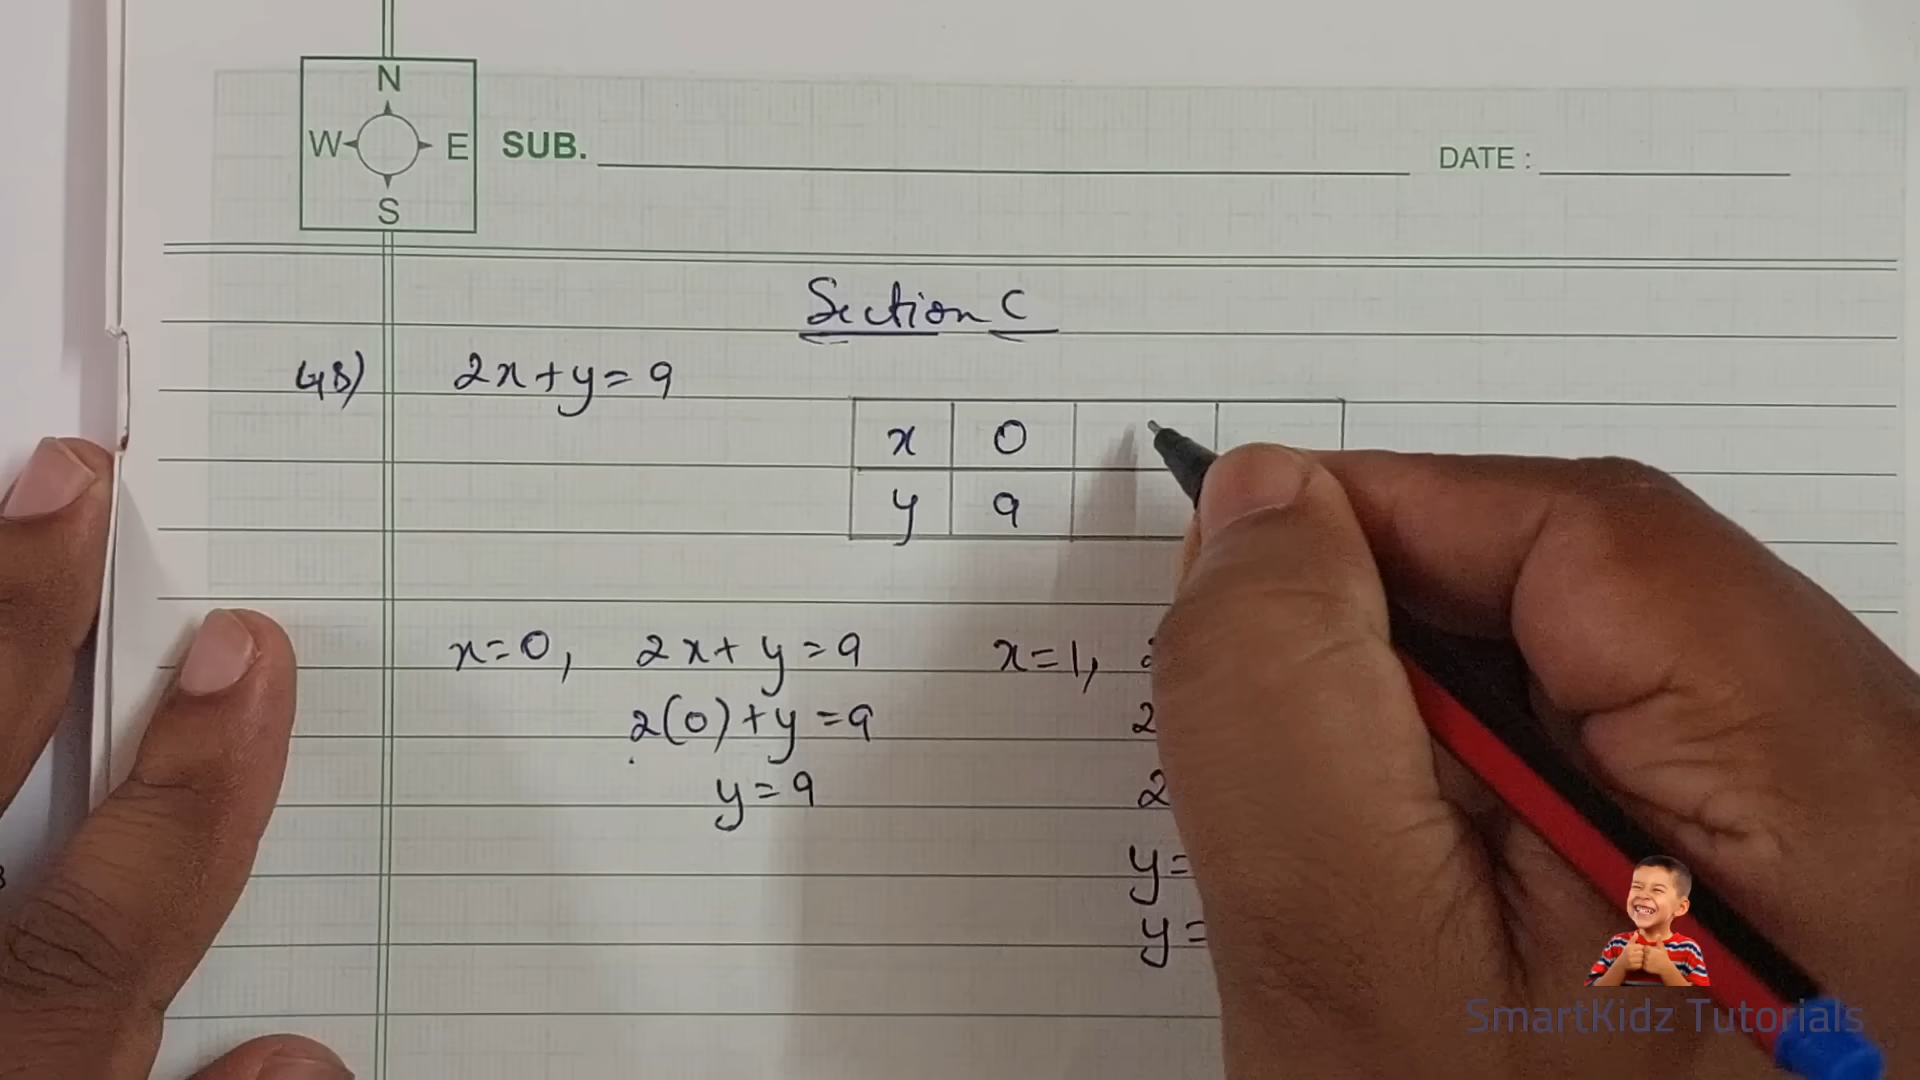 N
W E SUB. DATE :
S
Section C
48) 2x+y=9
x 0
y 9
x=0, 2x+y=9 x=1, 2
2(0)+y=9 2
y=9 2
y=
y=
SmartKidz Tutorials